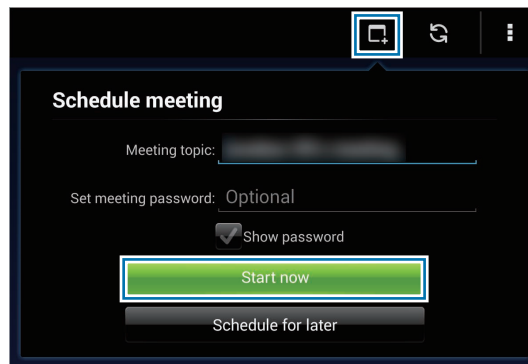 Schedule meeting
Meeting topic:
Set meeting password: Optional
Show password
Start now
Schedule for later